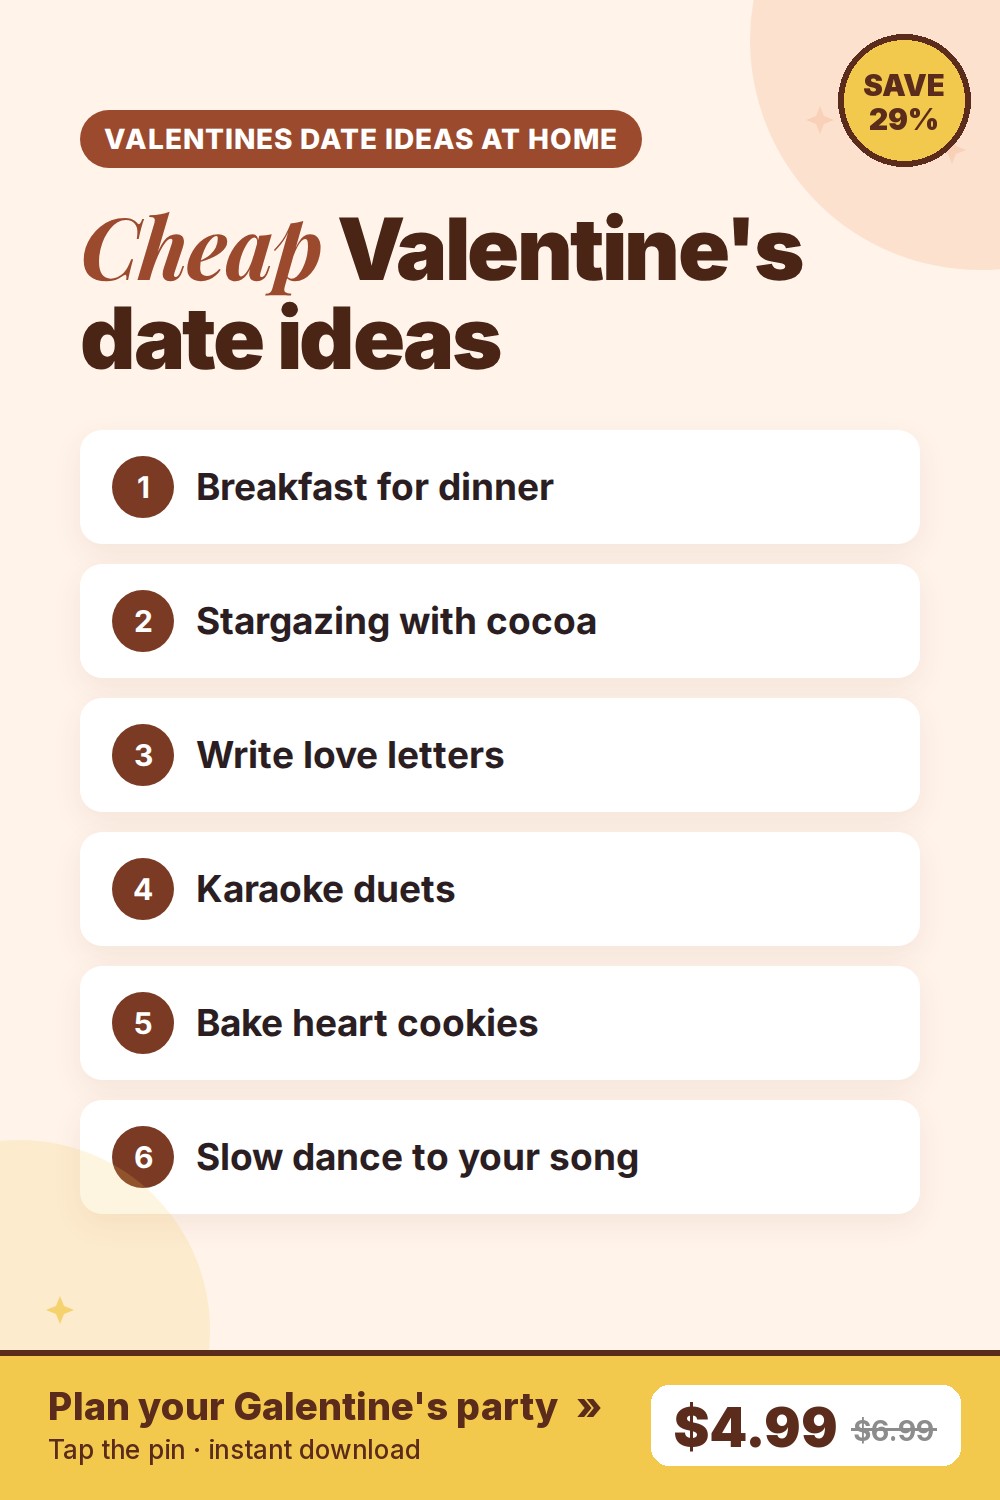 SAVE
29%
VALENTINES DATE IDEAS AT HOME
Cheap Valentine's
date ideas
1 Breakfast for dinner
2 Stargazing with cocoa
3 Write love letters
4 Karaoke duets
5 Bake heart cookies
6 Slow dance to your song
Plan your Galentine's party »
Tap the pin · instant download
$4.99 $6.99